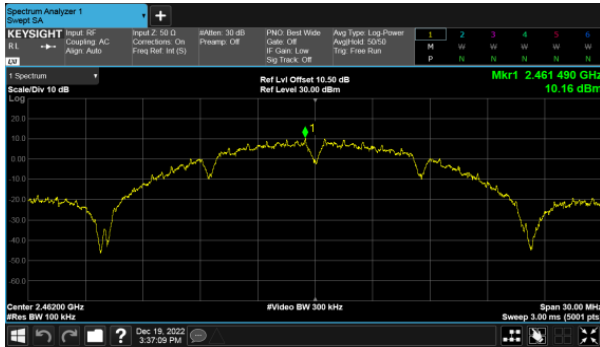 Spectrum Analyzer 1
Swept SA
+
KEYSIGHT
RL
Input: RF
Coupling: AC
Align: Auto
Input Z: 50 Ω
Corrections: On
Freq Ref: Int (S)
#Atten: 30 dB
Preamp: Off
PNO: Best Wide
Gate: Off
IF Gain: Low
Sig Track: Off
Avg Type: Log-Power
Avg|Hold: 50/50
Trig: Free Run
1 2 3 4 5 6
M W W W W W
P N N N N N
1 Spectrum
Scale/Div 10 dB
Ref Lvl Offset 10.50 dB
Ref Level 30.00 dBm
Mkr1 2.461 490 GHz
10.16 dBm
Log
20.0
10.0
0.00
-10.0
-20.0
-30.0
-40.0
-50.0
-60.0
1
Center 2.46200 GHz
#Res BW 100 kHz
#Video BW 300 kHz
Span 30.00 MHz
Sweep 3.00 ms (5001 pts)
?
Dec 19, 2022
3:37:09 PM